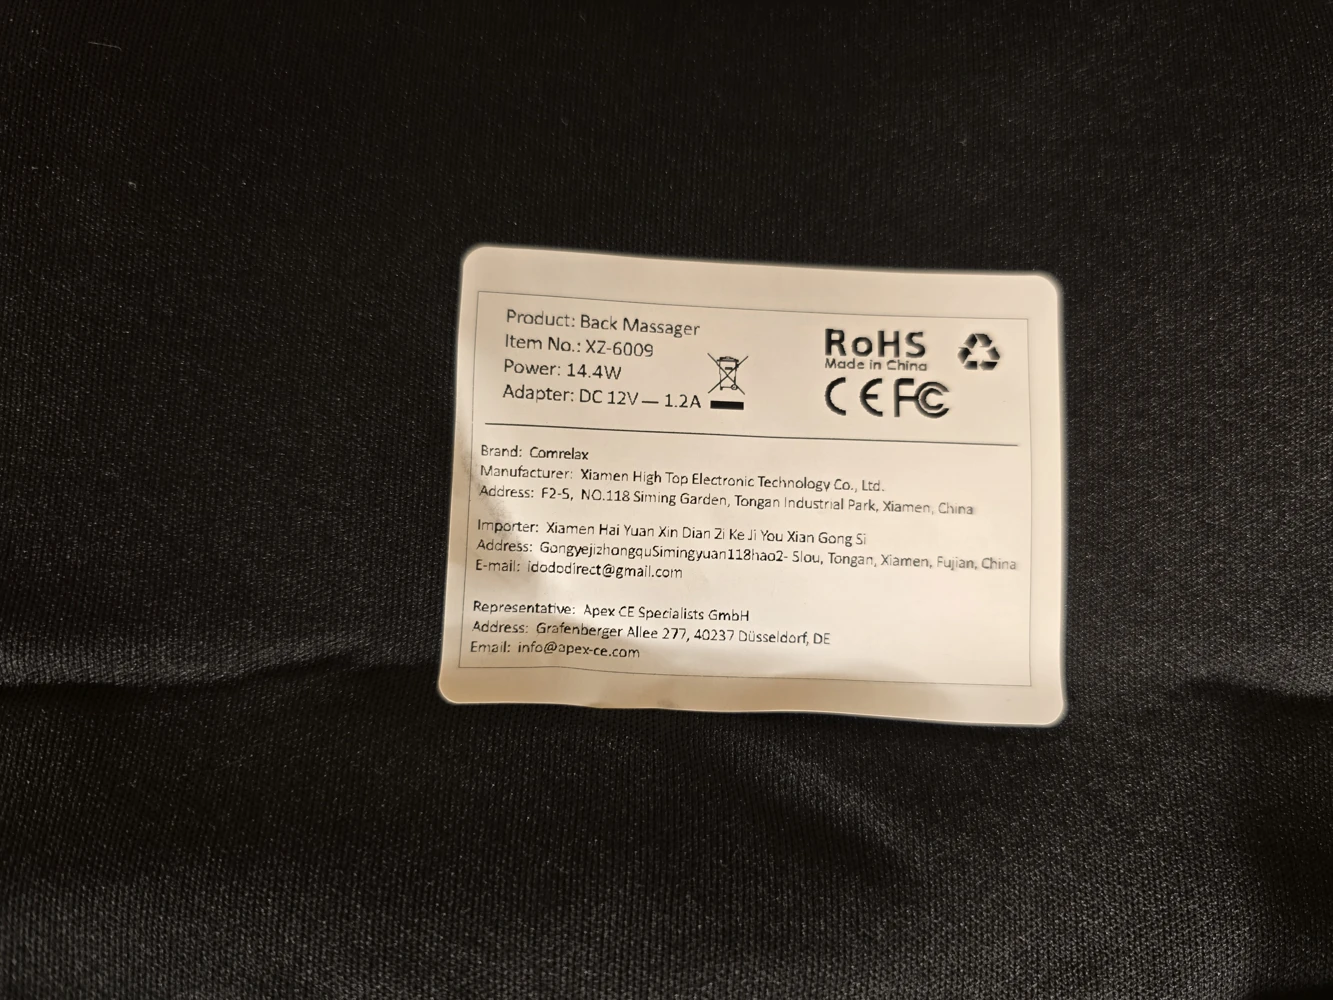 Product: Back Massager
Item No.: XZ-6009
Power: 14.4W
Adapter: DC 12V — 1.2A
RoHS
Made in China
CE FC
Brand: Comrelax
Manufacturer: Xiamen High Top Electronic Technology Co., Ltd.
Address: F2-5, NO.118 Siming Garden, Tongan Industrial Park, Xiamen, China
Importer: Xiamen Hai Yuan Xin Dian Zi Ke Ji You Xian Gong Si
Address: GongyejizhongquSimingyuan118hao2- 5lou, Tongan, Xiamen, Fujian, China
E-mail: idododirect@gmail.com
Representative: Apex CE Specialists GmbH
Address: Grafenberger Allee 277, 40237 Düsseldorf, DE
Email: info@apex-ce.com